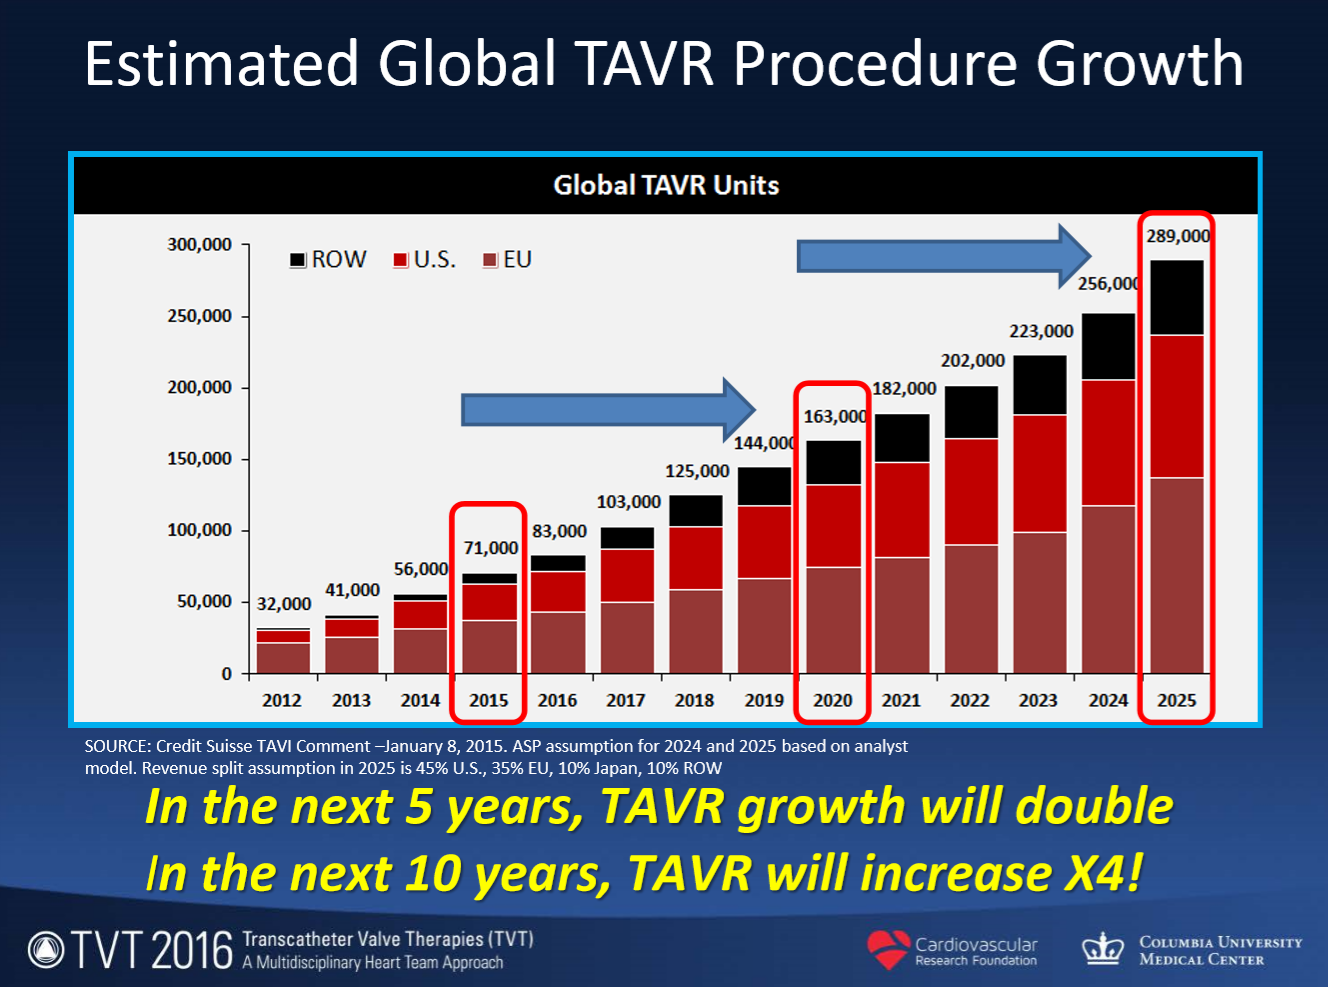 Estimated Global TAVR Procedure Growth
Global TAVR Units
ROW U.S. EU
300,000
250,000
200,000
150,000
100,000
50,000
0
32,000
41,000
56,000
71,000
83,000
103,000
125,000
144,000
163,000
182,000
202,000
223,000
256,000
289,000
2012 2013 2014 2015 2016 2017 2018 2019 2020 2021 2022 2023 2024 2025
SOURCE: Credit Suisse TAVI Comment –January 8, 2015. ASP assumption for 2024 and 2025 based on analyst
model. Revenue split assumption in 2025 is 45% U.S., 35% EU, 10% Japan, 10% ROW
In the next 5 years, TAVR growth will double
In the next 10 years, TAVR will increase X4!
TVT 2016
Transcatheter Valve Therapies (TVT)
A Multidisciplinary Heart Team Approach
Cardiovascular
Research Foundation
COLUMBIA UNIVERSITY
MEDICAL CENTER